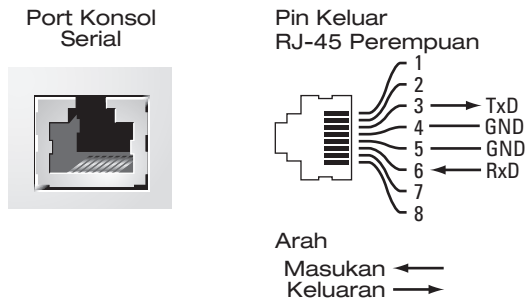 Port Konsol
Serial
Pin Keluar
RJ-45 Perempuan
1
2
3 TxD
4 GND
5 GND
6 RxD
7
8
Arah
Masukan
Keluaran